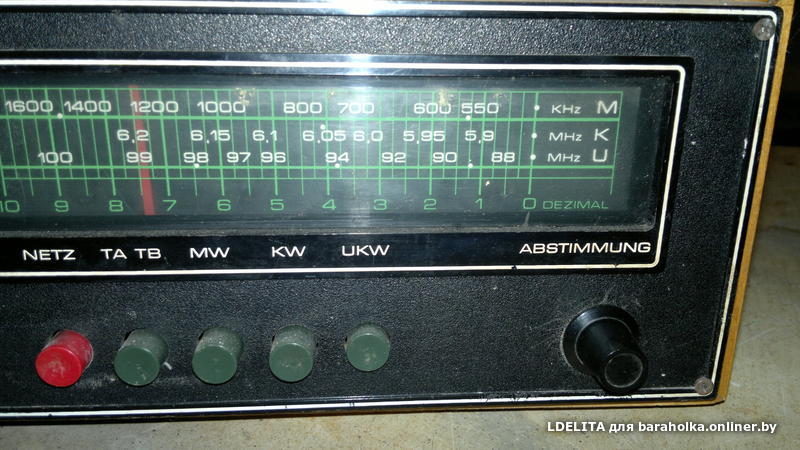 1600 1400 1200 1000 800 700 600 550 KHz M
6,2 6,15 6,1 6,05 6,0 5,95 5,9 MHz K
100 99 98 97 96 94 92 90 88 MHz U
10 9 8 7 6 5 4 3 2 1 0 DEZIMAL
NETZ TA TB MW KW UKW ABSTIMMUNG
LDELITA для baraholka.onliner.by